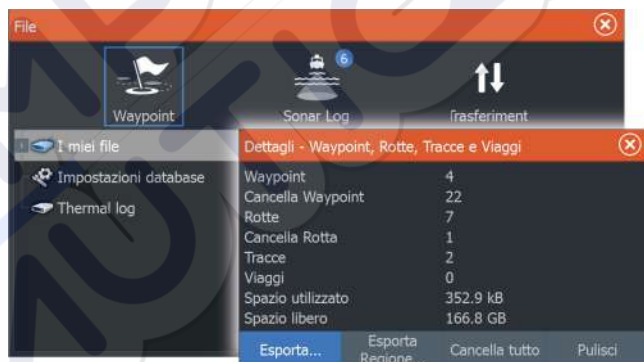 File
6
Waypoint
Sonar Log
Trasferiment
I miei file
Impostazioni database
Thermal log
Dettagli - Waypoint, Rotte, Tracce e Viaggi
Waypoint 4
Cancella Waypoint 22
Rotte 7
Cancella Rotta 1
Tracce 2
Viaggi 0
Spazio utilizzato 352.9 kB
Spazio libero 166.8 GB
Esporta...
Esporta
Regione...
Cancella tutto
Pulisci